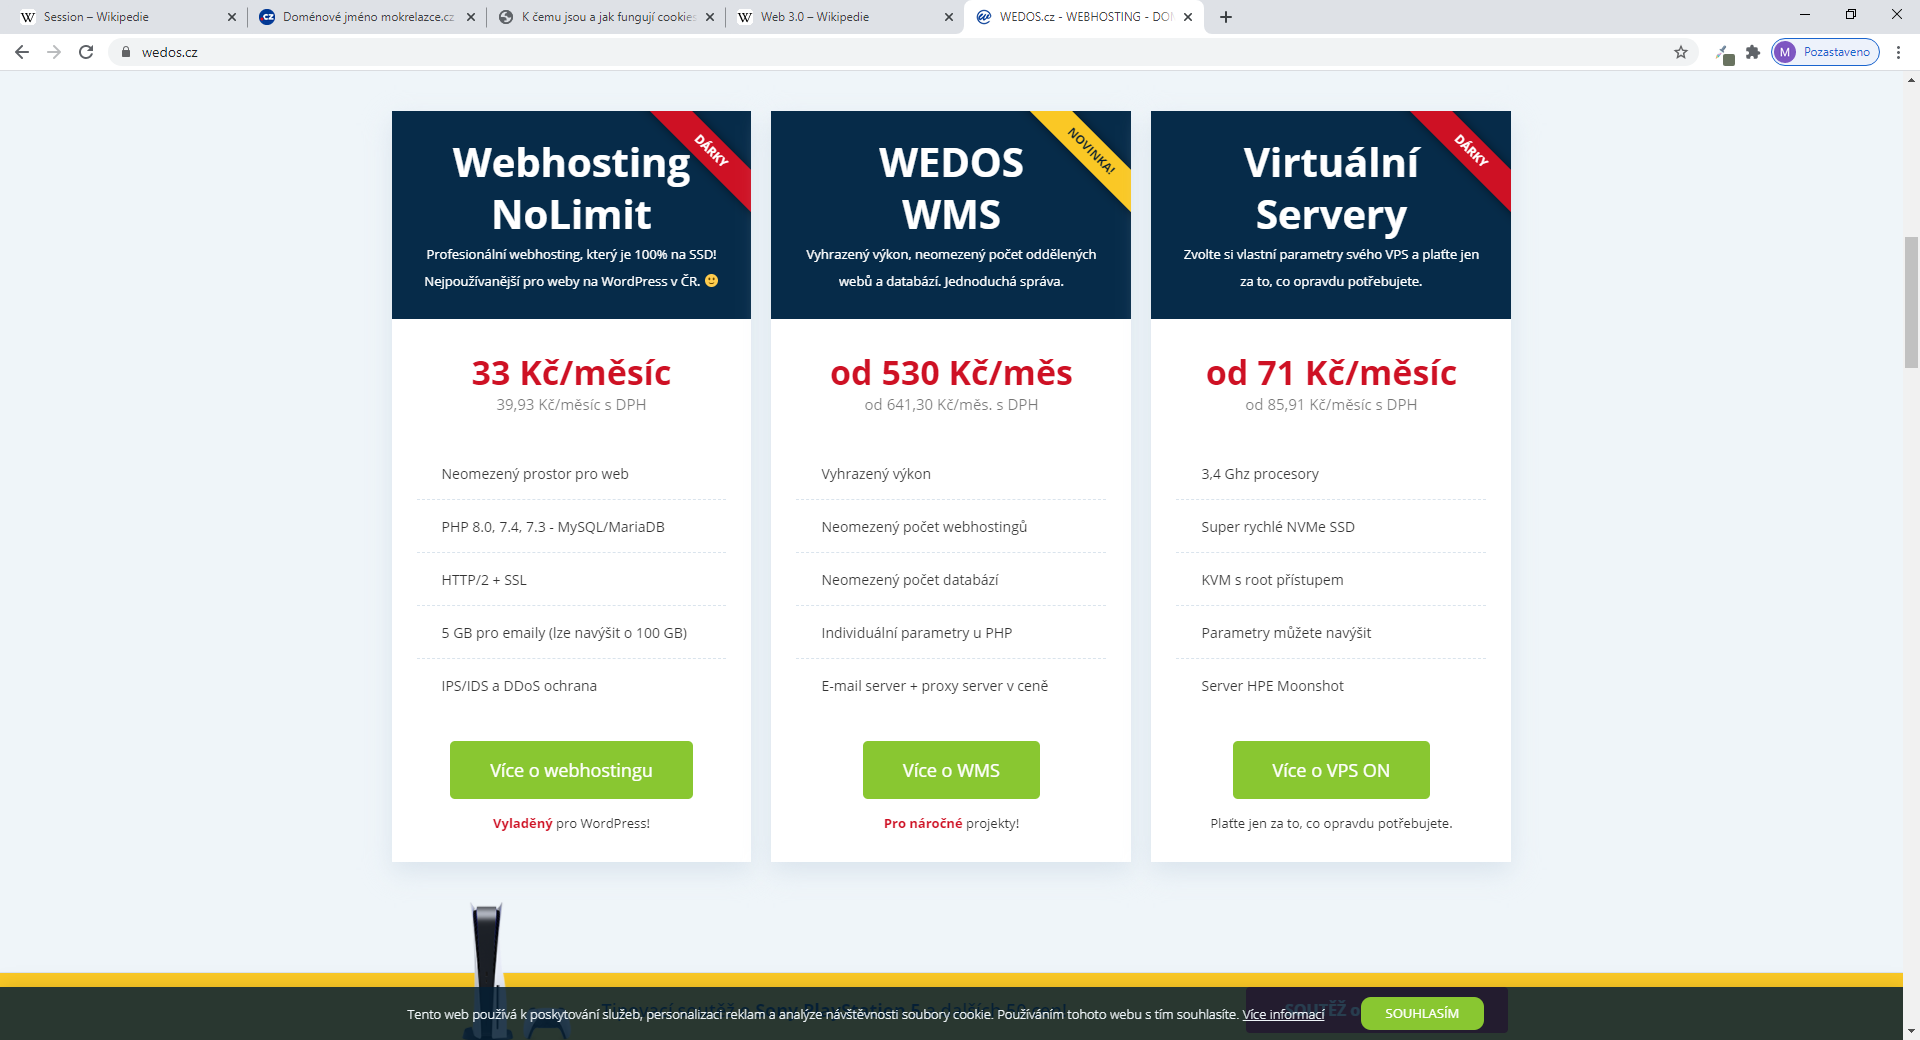 Session – Wikipedie
Doménové jméno mokrelazce.cz
K čemu jsou a jak fungují cookies
Web 3.0 – Wikipedie
WEDOS.cz - WEBHOSTING - DO
wedos.cz
M
Pozastaveno
DÁRKY
Webhosting
NoLimit
Profesionální webhosting, který je 100% na SSD!
Nejpoužívanější pro weby na WordPress v ČR. 🙂
33 Kč/měsíc
39,93 Kč/měsíc s DPH
Neomezený prostor pro web
PHP 8.0, 7.4, 7.3 - MySQL/MariaDB
HTTP/2 + SSL
5 GB pro emaily (lze navýšit o 100 GB)
IPS/IDS a DDoS ochrana
Více o webhostingu
Vyladěný pro WordPress!
NOVINKA!
WEDOS
WMS
Vyhrazený výkon, neomezený počet oddělených
webů a databází. Jednoduchá správa.
od 530 Kč/měs
od 641,30 Kč/měs. s DPH
Vyhrazený výkon
Neomezený počet webhostingů
Neomezený počet databází
Individuální parametry u PHP
E-mail server + proxy server v ceně
Více o WMS
Pro náročné projekty!
DÁRKY
Virtuální
Servery
Zvolte si vlastní parametry svého VPS a plaťte jen
za to, co opravdu potřebujete.
od 71 Kč/měsíc
od 85,91 Kč/měsíc s DPH
3,4 Ghz procesory
Super rychlé NVMe SSD
KVM s root přístupem
Parametry můžete navýšit
Server HPE Moonshot
Více o VPS ON
Plaťte jen za to, co opravdu potřebujete.
Tento web používá k poskytování služeb, personalizaci reklam a analýze návštěvnosti soubory cookie. Používáním tohoto webu s tím souhlasíte. Více informací
SOUHLASÍM